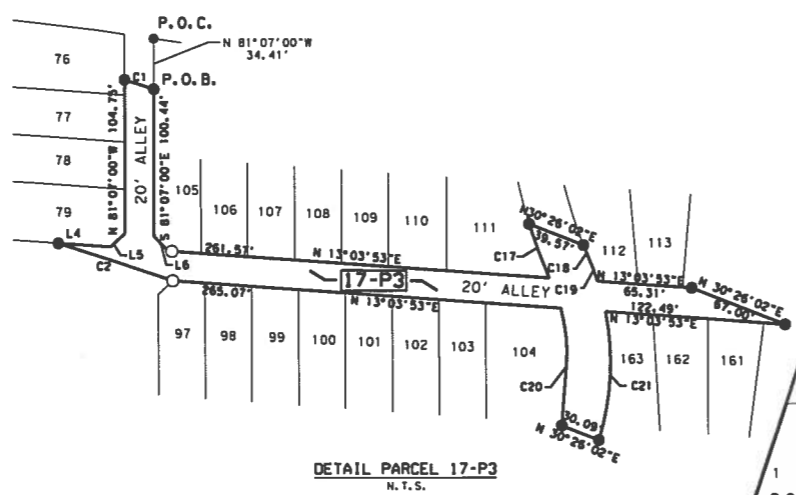 P.O.C.
N 81°07'00"W
34.41'
76
C1
P.O.B.
N 81°07'00"W 104.75'
20' ALLEY
S 81°07'00"E 100.44'
77
78
79
L4
L5
L6
C2
105
106
107
108
109
110
111
N30°26'02"E
39.57'
C17
C18
C19
112
113
261.57'
N 13°03'53"E
17-P3
20' ALLEY
N 13°03'53"E
65.31'
N 30°26'02"E
67.00'
265.07'
N 13°03'53"E
122.49'
N 13°03'53"E
97
98
99
100
101
102
103
104
163
162
161
C20
C21
30.09'
N 30°26'02"E
1
DETAIL PARCEL 17-P3
N.T.S.